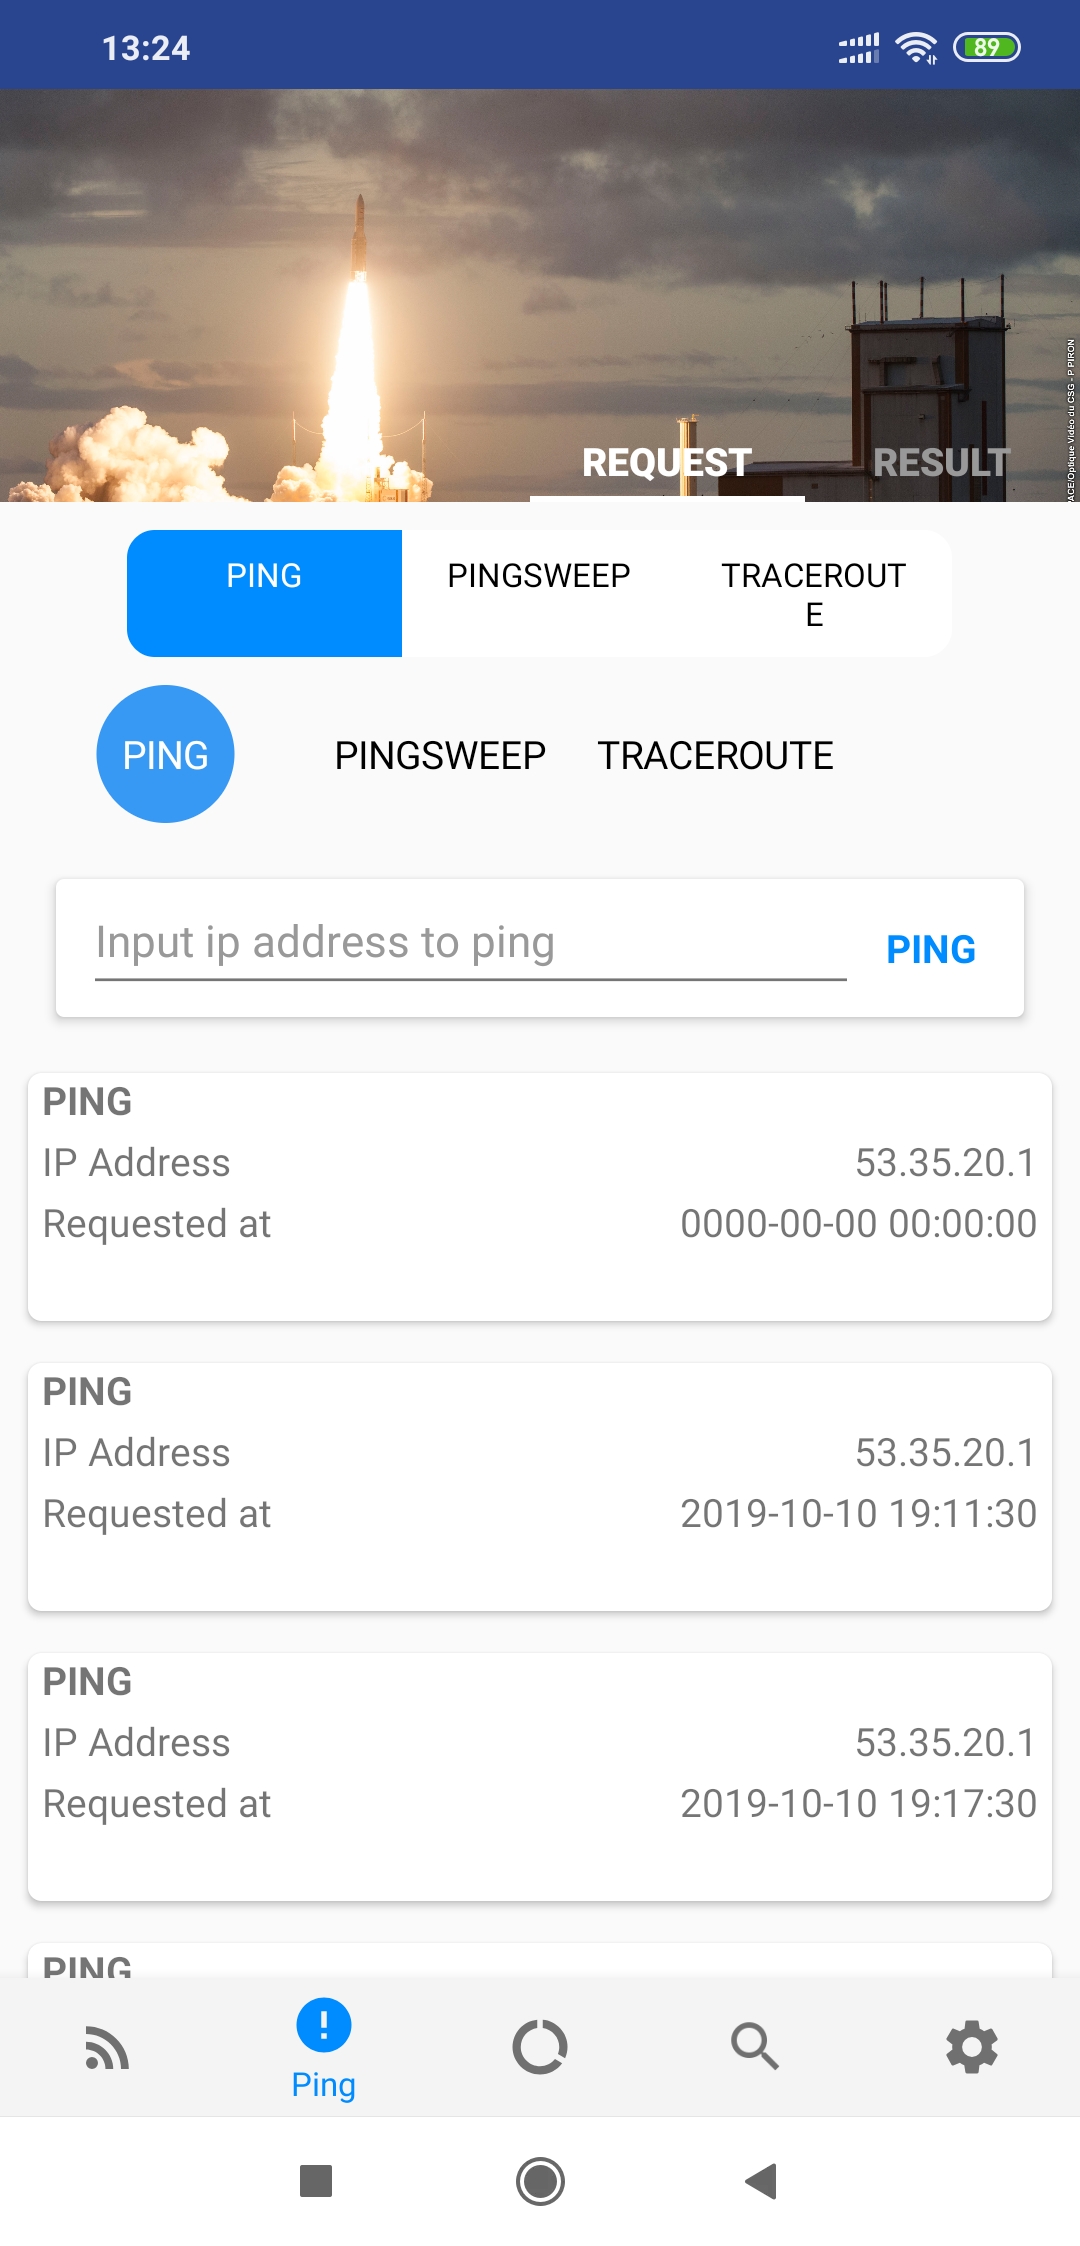 13:24
89
ACE/Optique Vidéo du CSG - P PIRON
REQUEST
RESULT
PING
PINGSWEEP
TRACEROUT
E
PING
PINGSWEEP
TRACEROUTE
Input ip address to ping
PING
PING
IP Address
53.35.20.1
Requested at
0000-00-00 00:00:00
PING
IP Address
53.35.20.1
Requested at
2019-10-10 19:11:30
PING
IP Address
53.35.20.1
Requested at
2019-10-10 19:17:30
PING
Ping